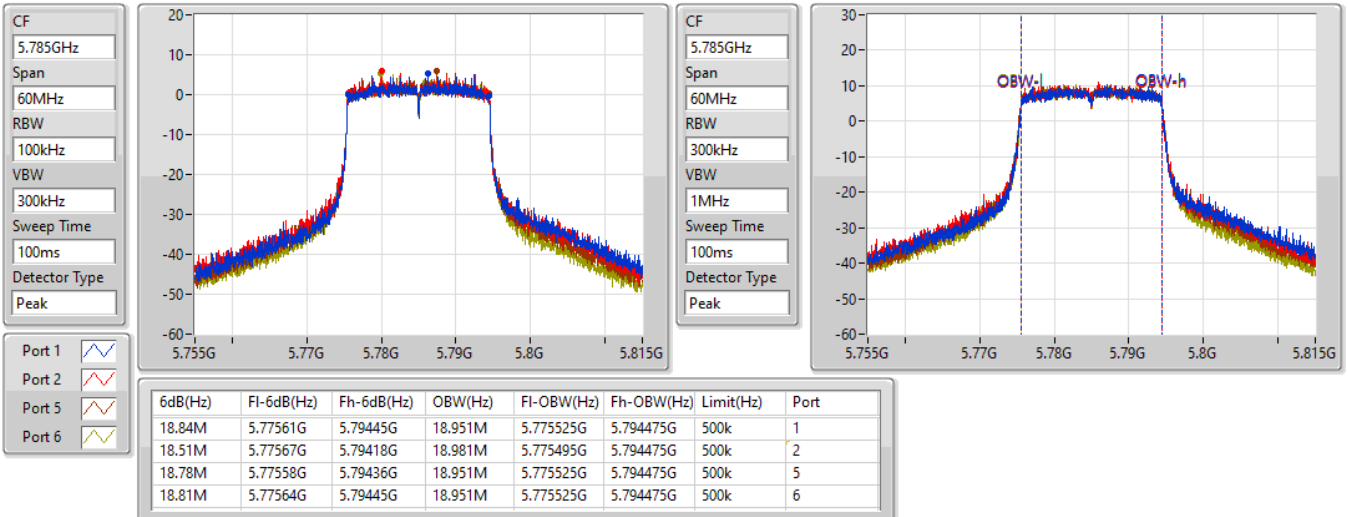 CF
5.785GHz
Span
60MHz
RBW
100kHz
VBW
300kHz
Sweep Time
100ms
Detector Type
Peak
20
10
0
-10
-20
-30
-40
-50
-60
5.755G 5.77G 5.78G 5.79G 5.8G 5.815G
CF
5.785GHz
Span
60MHz
RBW
300kHz
VBW
1MHz
Sweep Time
100ms
Detector Type
Peak
30
20
10
0
-10
-20
-30
-40
-50
-60
OBW-l OBW-h
5.755G 5.77G 5.78G 5.79G 5.8G 5.815G
Port 1
Port 2
Port 5
Port 6
6dB(Hz) Fl-6dB(Hz) Fh-6dB(Hz) OBW(Hz) Fl-OBW(Hz) Fh-OBW(Hz) Limit(Hz) Port
18.84M 5.77561G 5.79445G 18.951M 5.775525G 5.794475G 500k 1
18.51M 5.77567G 5.79418G 18.981M 5.775495G 5.794475G 500k 2
18.78M 5.77558G 5.79436G 18.951M 5.775525G 5.794475G 500k 5
18.81M 5.77564G 5.79445G 18.951M 5.775525G 5.794475G 500k 6